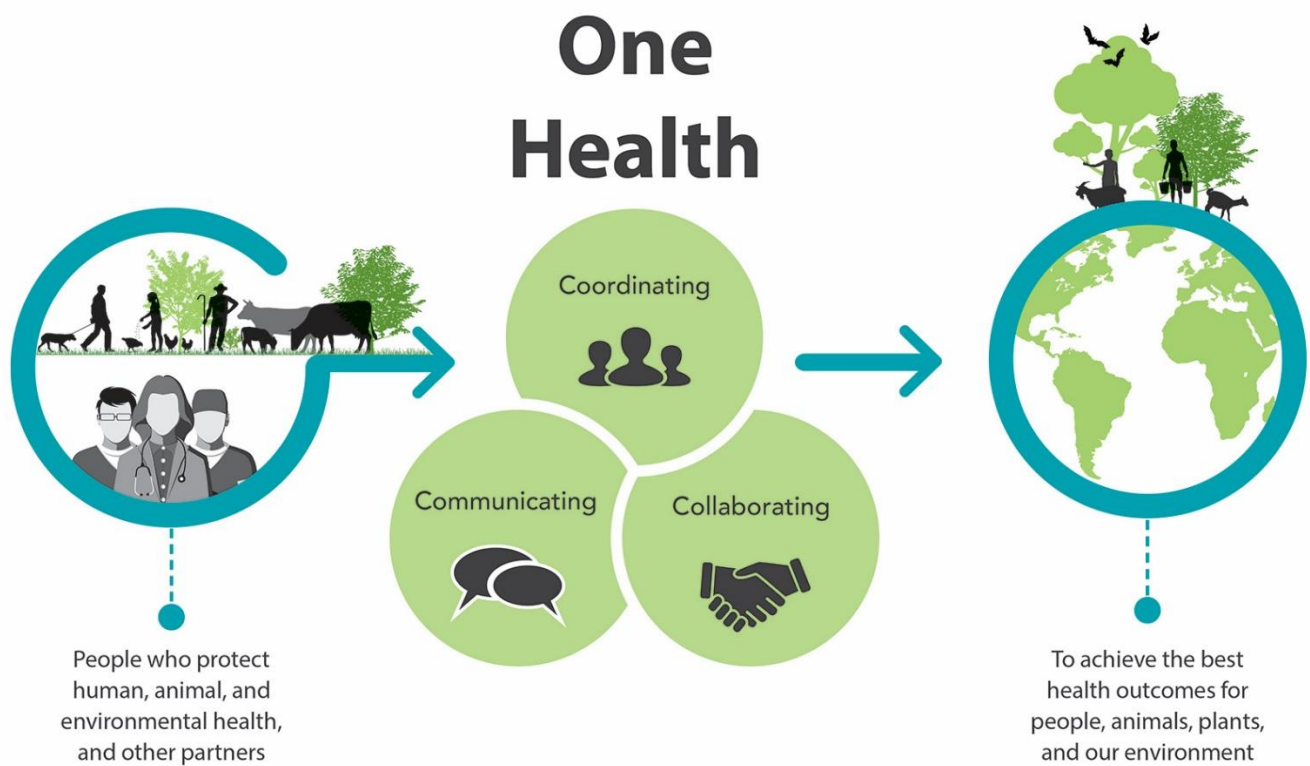 One
Health
Coordinating
Communicating
Collaborating
People who protect
human, animal, and
environmental health,
and other partners
To achieve the best
health outcomes for
people, animals, plants,
and our environment